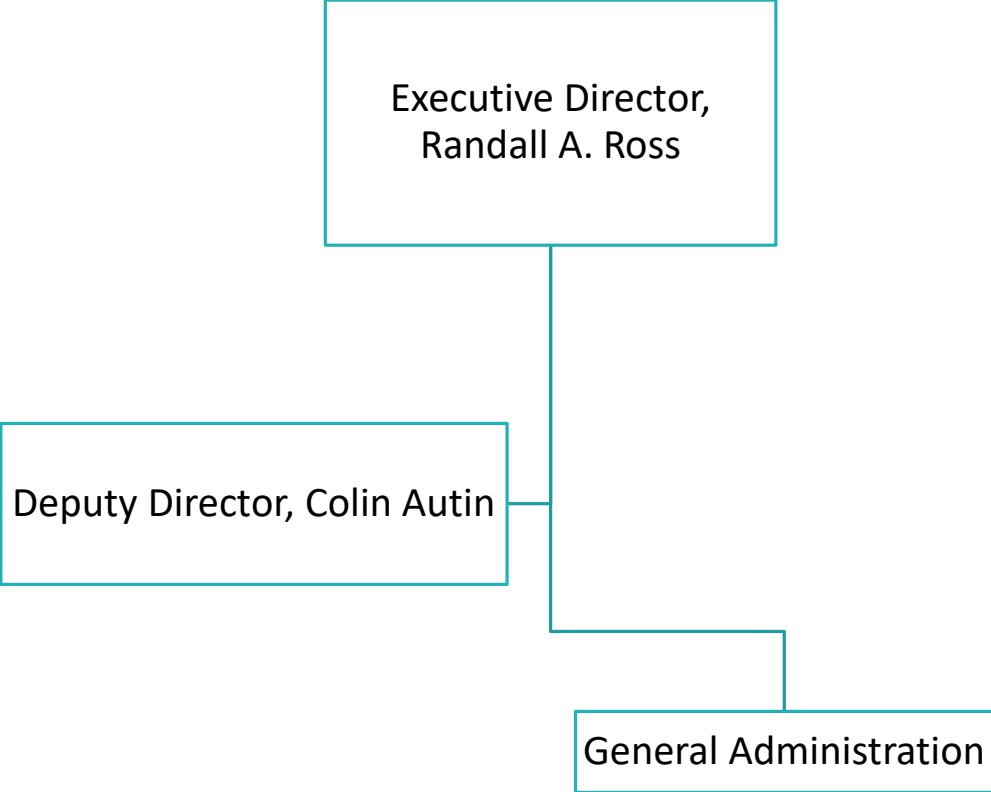 Executive Director,
Randall A. Ross
Deputy Director, Colin Autin
General Administration